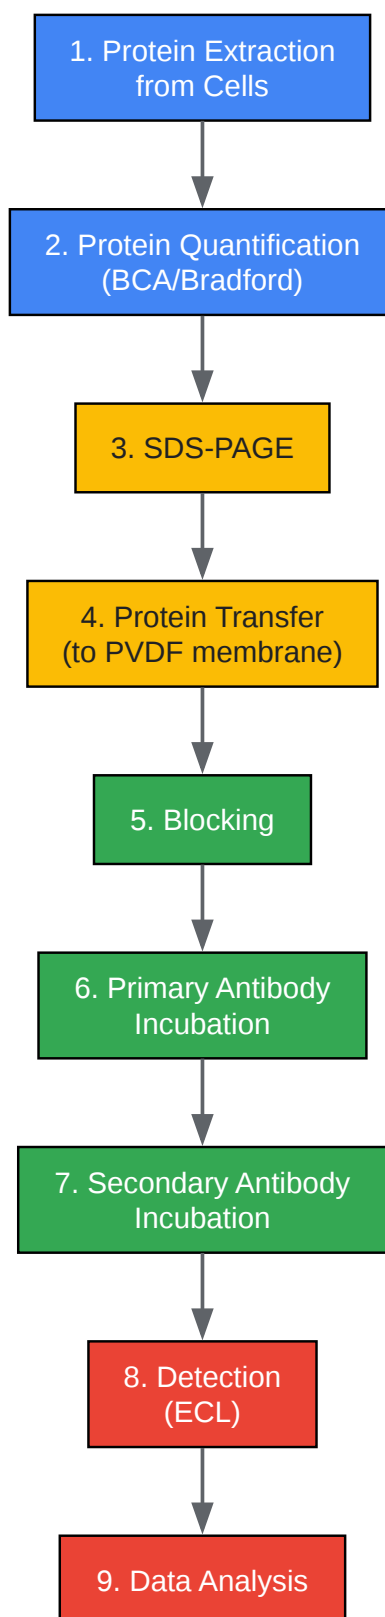 1. Protein Extraction
from Cells
2. Protein Quantification
(BCA/Bradford)
3. SDS-PAGE
4. Protein Transfer
(to PVDF membrane)
5. Blocking
6. Primary Antibody
Incubation
7. Secondary Antibody
Incubation
8. Detection
(ECL)
9. Data Analysis